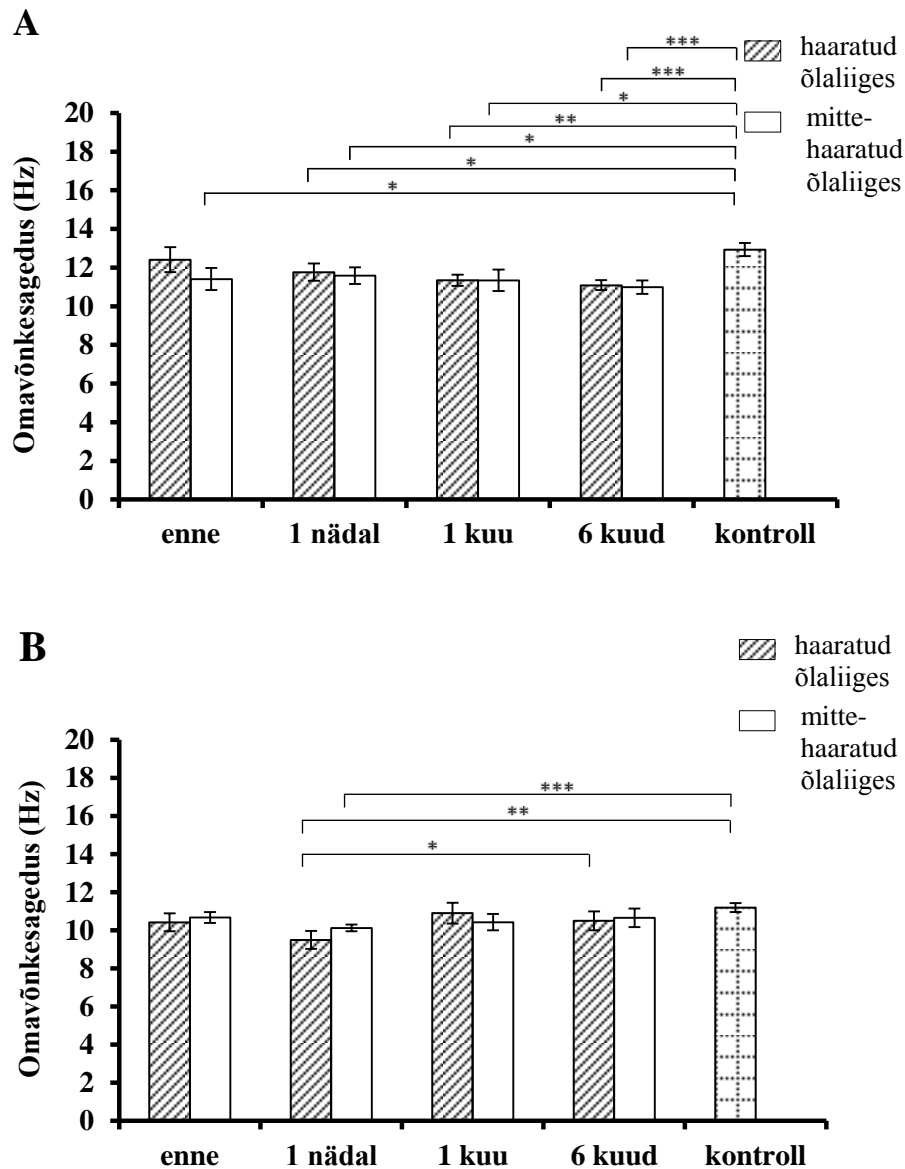 A
haaratud
õlaliiges
mitte-
haaratud
õlaliiges
***
***
*
**
*
*
*
Omavõnkesagedus (Hz)
20
18
16
14
12
10
8
6
4
2
0
enne 1 nädal 1 kuu 6 kuud kontroll
B
haaratud
õlaliiges
mitte-
haaratud
õlaliiges
***
**
*
Omavõnkesagedus (Hz)
20
18
16
14
12
10
8
6
4
2
0
enne 1 nädal 1 kuu 6 kuud kontroll